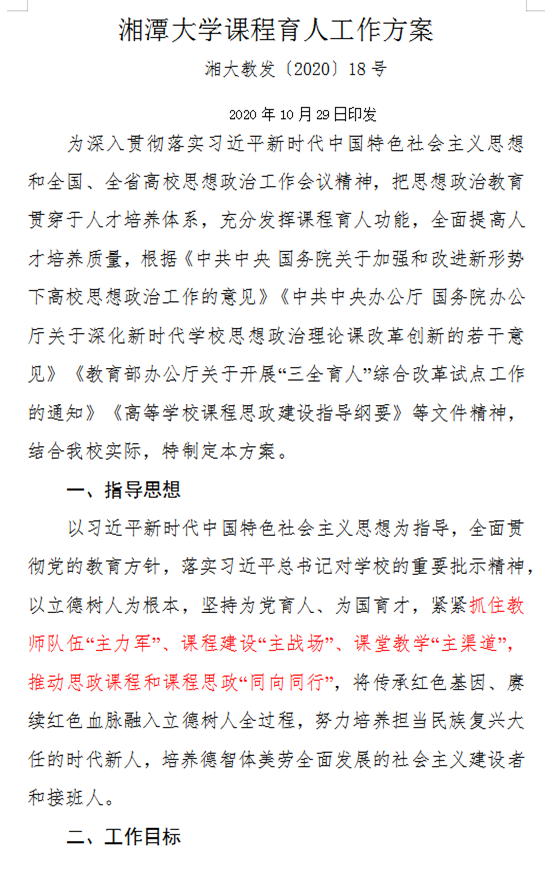 湘潭大学课程育人工作方案
湘大教发〔2020〕18 号
2020 年 10 月 29 日印发
为深入贯彻落实习近平新时代中国特色社会主义思想
和全国、全省高校思想政治工作会议精神，把思想政治教育
贯穿于人才培养体系，充分发挥课程育人功能，全面提高人
才培养质量，根据《中共中央 国务院关于加强和改进新形势
下高校思想政治工作的意见》《中共中央办公厅 国务院办公
厅关于深化新时代学校思想政治理论课改革创新的若干意
见》《教育部办公厅关于开展“三全育人”综合改革试点工作
的通知》《高等学校课程思政建设指导纲要》等文件精神，
结合我校实际，特制定本方案。
一、指导思想
以习近平新时代中国特色社会主义思想为指导，全面贯
彻党的教育方针，落实习近平总书记对学校的重要批示精神，
以立德树人为根本，坚持为党育人、为国育才，紧紧抓住教
师队伍“主力军”、课程建设“主战场”、课堂教学“主渠道”，
推动思政课程和课程思政“同向同行”，将传承红色基因、赓
续红色血脉融入立德树人全过程，努力培养担当民族复兴大
任的时代新人，培养德智体美劳全面发展的社会主义建设者
和接班人。
二、工作目标